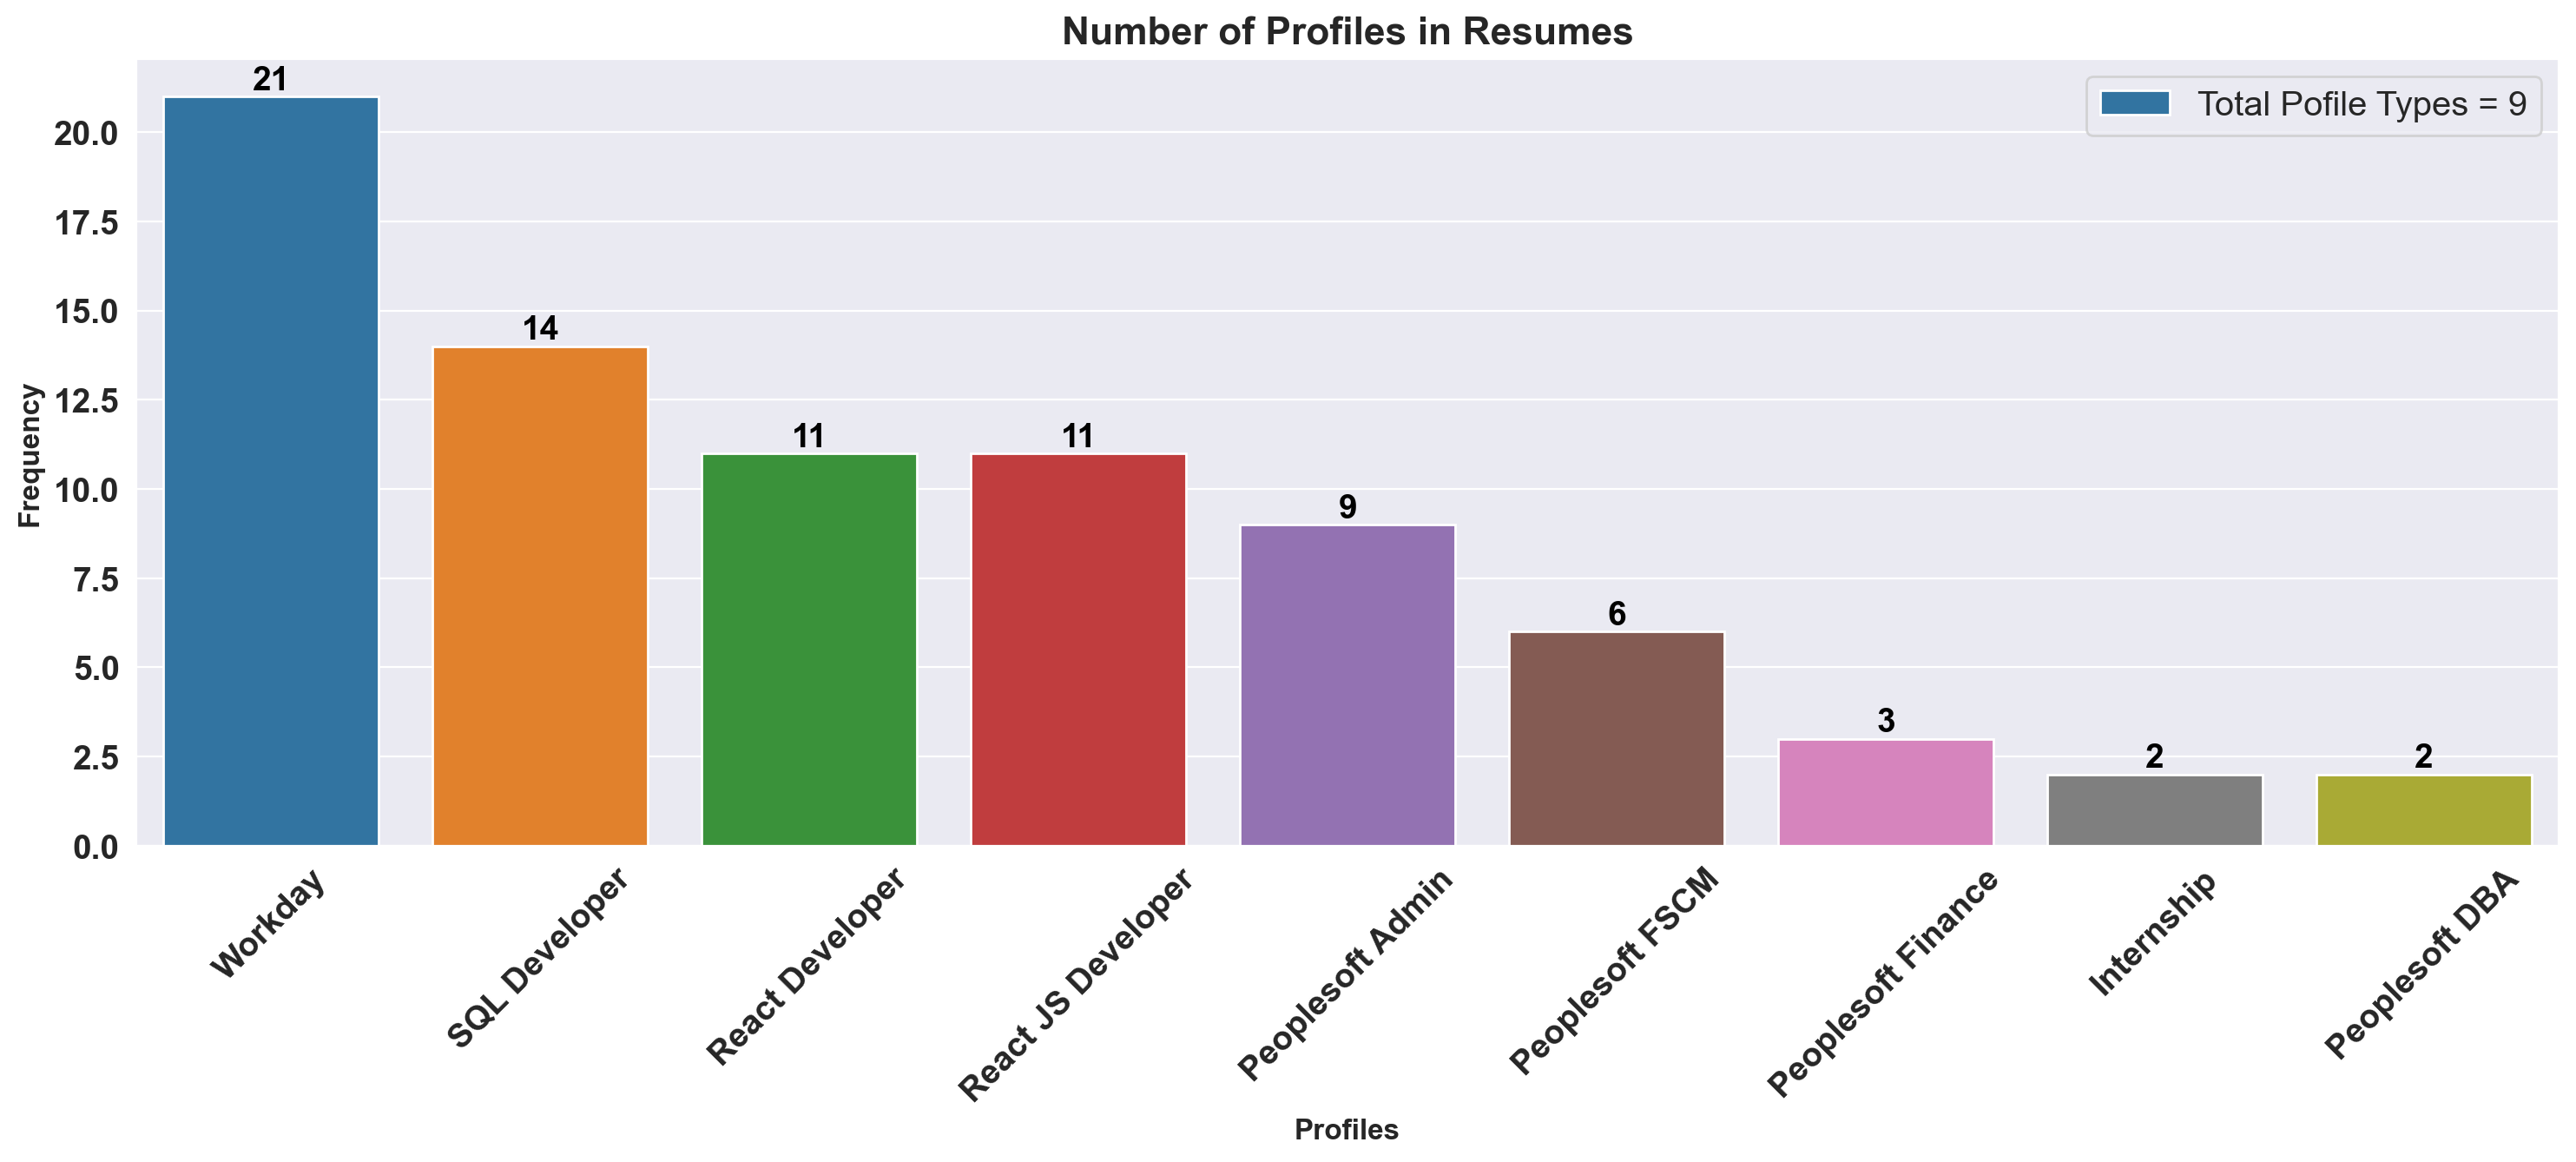 Number of Profiles in Resumes
Total Pofile Types = 9
Frequency
20.0
17.5
15.0
12.5
10.0
7.5
5.0
2.5
0.0
21
14
11
11
9
6
3
2
2
Workday
SQL Developer
React Developer
React JS Developer
Peoplesoft Admin
Peoplesoft FSCM
Peoplesoft Finance
Internship
Peoplesoft DBA
Profiles